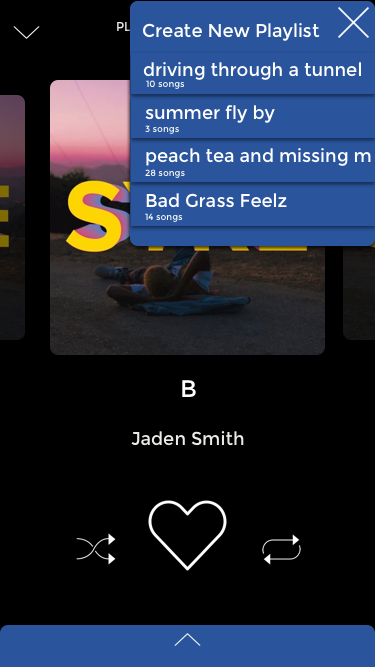 PL
Create New Playlist
driving through a tunnel
10 songs
summer fly by
3 songs
peach tea and missing m
28 songs
Bad Grass Feelz
14 songs
B
Jaden Smith